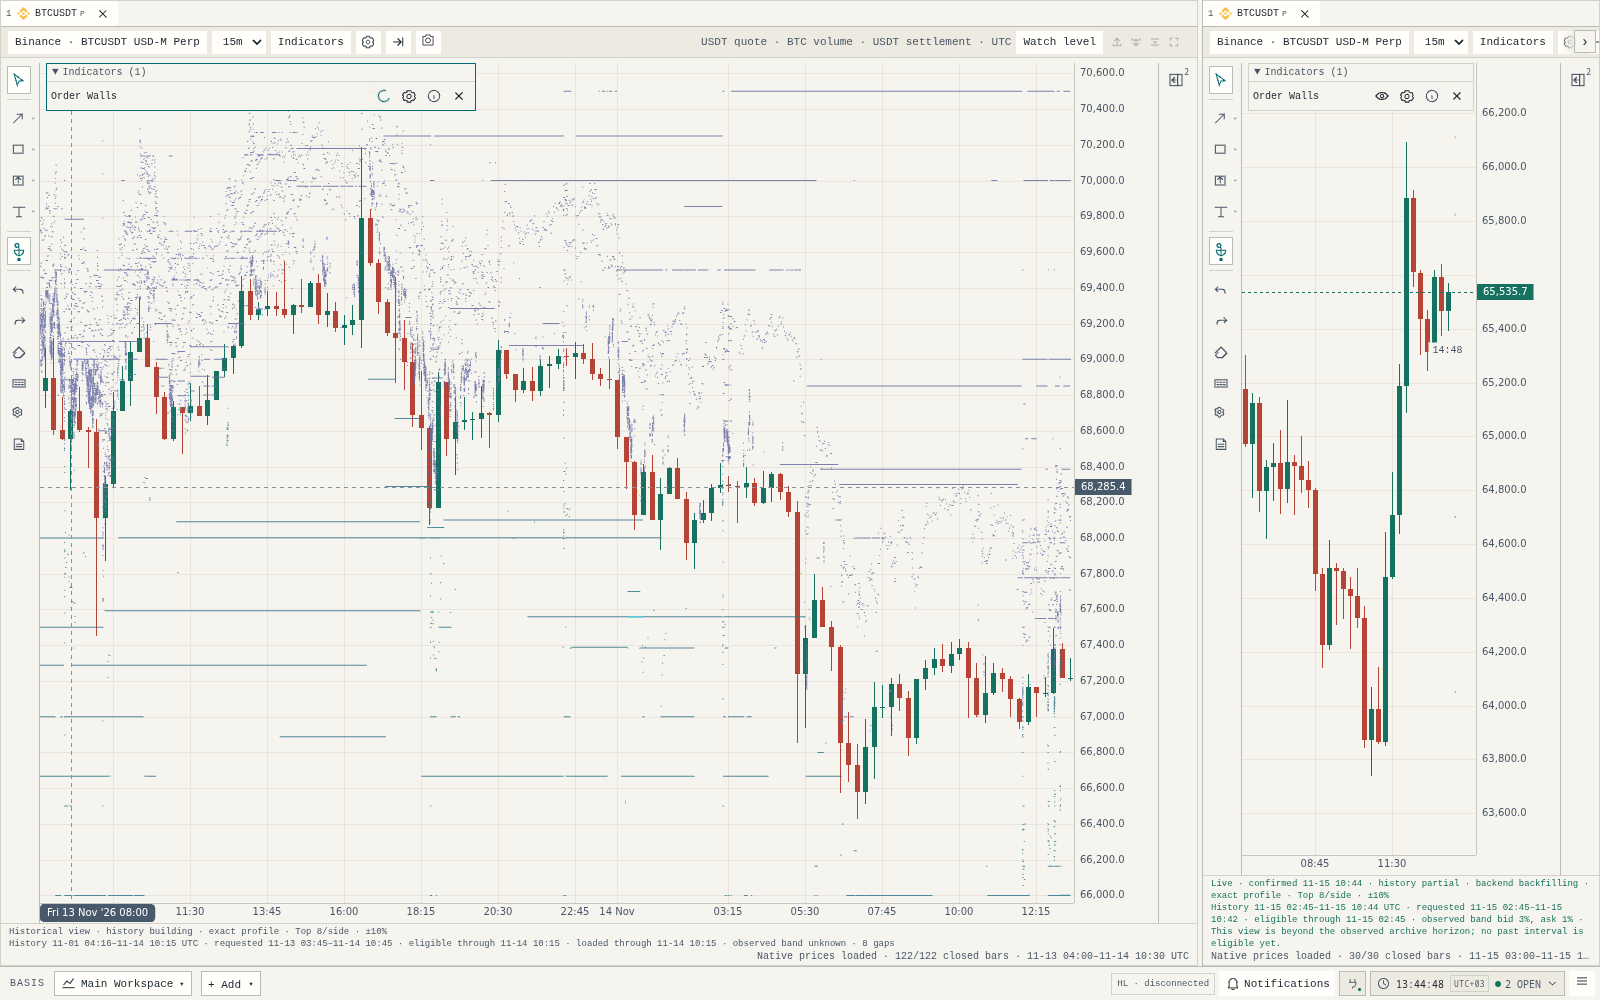 1 BTCUSDT P
Binance · BTCUSDT USD-M Perp 15m Indicators
USDT quote · BTC volume · USDT settlement · UTC Watch level
▼ Indicators (1)
Order Walls
70,600.0
70,400.0
70,200.0
70,000.0
69,800.0
69,600.0
69,400.0
69,200.0
69,000.0
68,800.0
68,600.0
68,400.0
68,285.4
68,200.0
68,000.0
67,800.0
67,600.0
67,400.0
67,200.0
67,000.0
66,800.0
66,600.0
66,400.0
66,200.0
66,000.0
2
Fri 13 Nov '26 08:00 11:30 13:45 16:00 18:15 20:30 22:45 14 Nov 03:15 05:30 07:45 10:00 12:15
Historical view · history building · exact profile · Top 8/side · ±10%
History 11-01 04:16–11-14 10:15 UTC · requested 11-13 03:45–11-14 10:45 · eligible through 11-14 10:15 · loaded through 11-14 10:15 · observed band unknown · 8 gaps
Native prices loaded · 122/122 closed bars · 11-13 04:00–11-14 10:30 UTC
1 BTCUSDT P
Binance · BTCUSDT USD-M Perp 15m Indicators
▼ Indicators (1)
Order Walls
2
66,200.0
66,000.0
65,800.0
65,535.7
65,400.0
14:48
65,200.0
65,000.0
64,800.0
64,600.0
64,400.0
64,200.0
64,000.0
63,800.0
63,600.0
08:45 11:30
Live · confirmed 11-15 10:44 · history partial · backend backfilling ·
exact profile · Top 8/side · ±10%
History 11-15 02:45–11-15 10:44 UTC · requested 11-15 02:45–11-15
10:42 · eligible through 11-15 02:45 · observed band bid 3%, ask 1% ·
This view is beyond the observed archive horizon; no past interval is
eligible yet.
Native prices loaded · 30/30 closed bars · 11-15 03:00–11-15 1…
BASIS Main Workspace + Add
HL · disconnected Notifications 13:44:48 UTC+03 2 OPEN